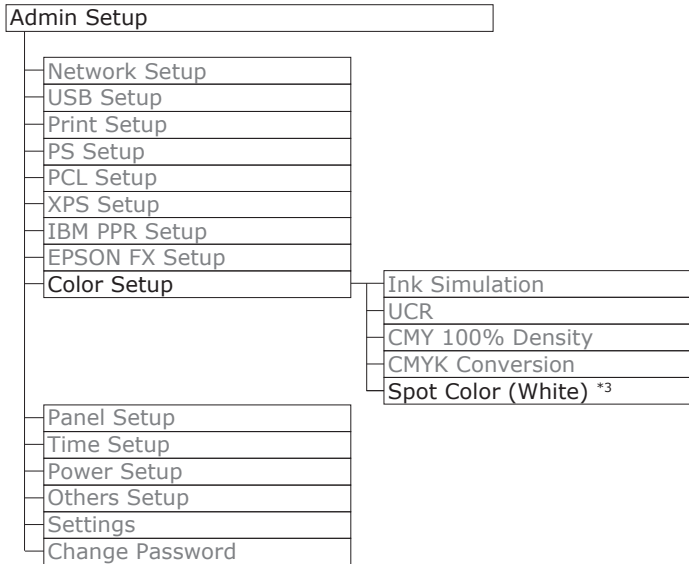 Admin Setup
Network Setup
USB Setup
Print Setup
PS Setup
PCL Setup
XPS Setup
IBM PPR Setup
EPSON FX Setup
Color Setup
Ink Simulation
UCR
CMY 100% Density
CMYK Conversion
Spot Color (White) *3
Panel Setup
Time Setup
Power Setup
Others Setup
Settings
Change Password